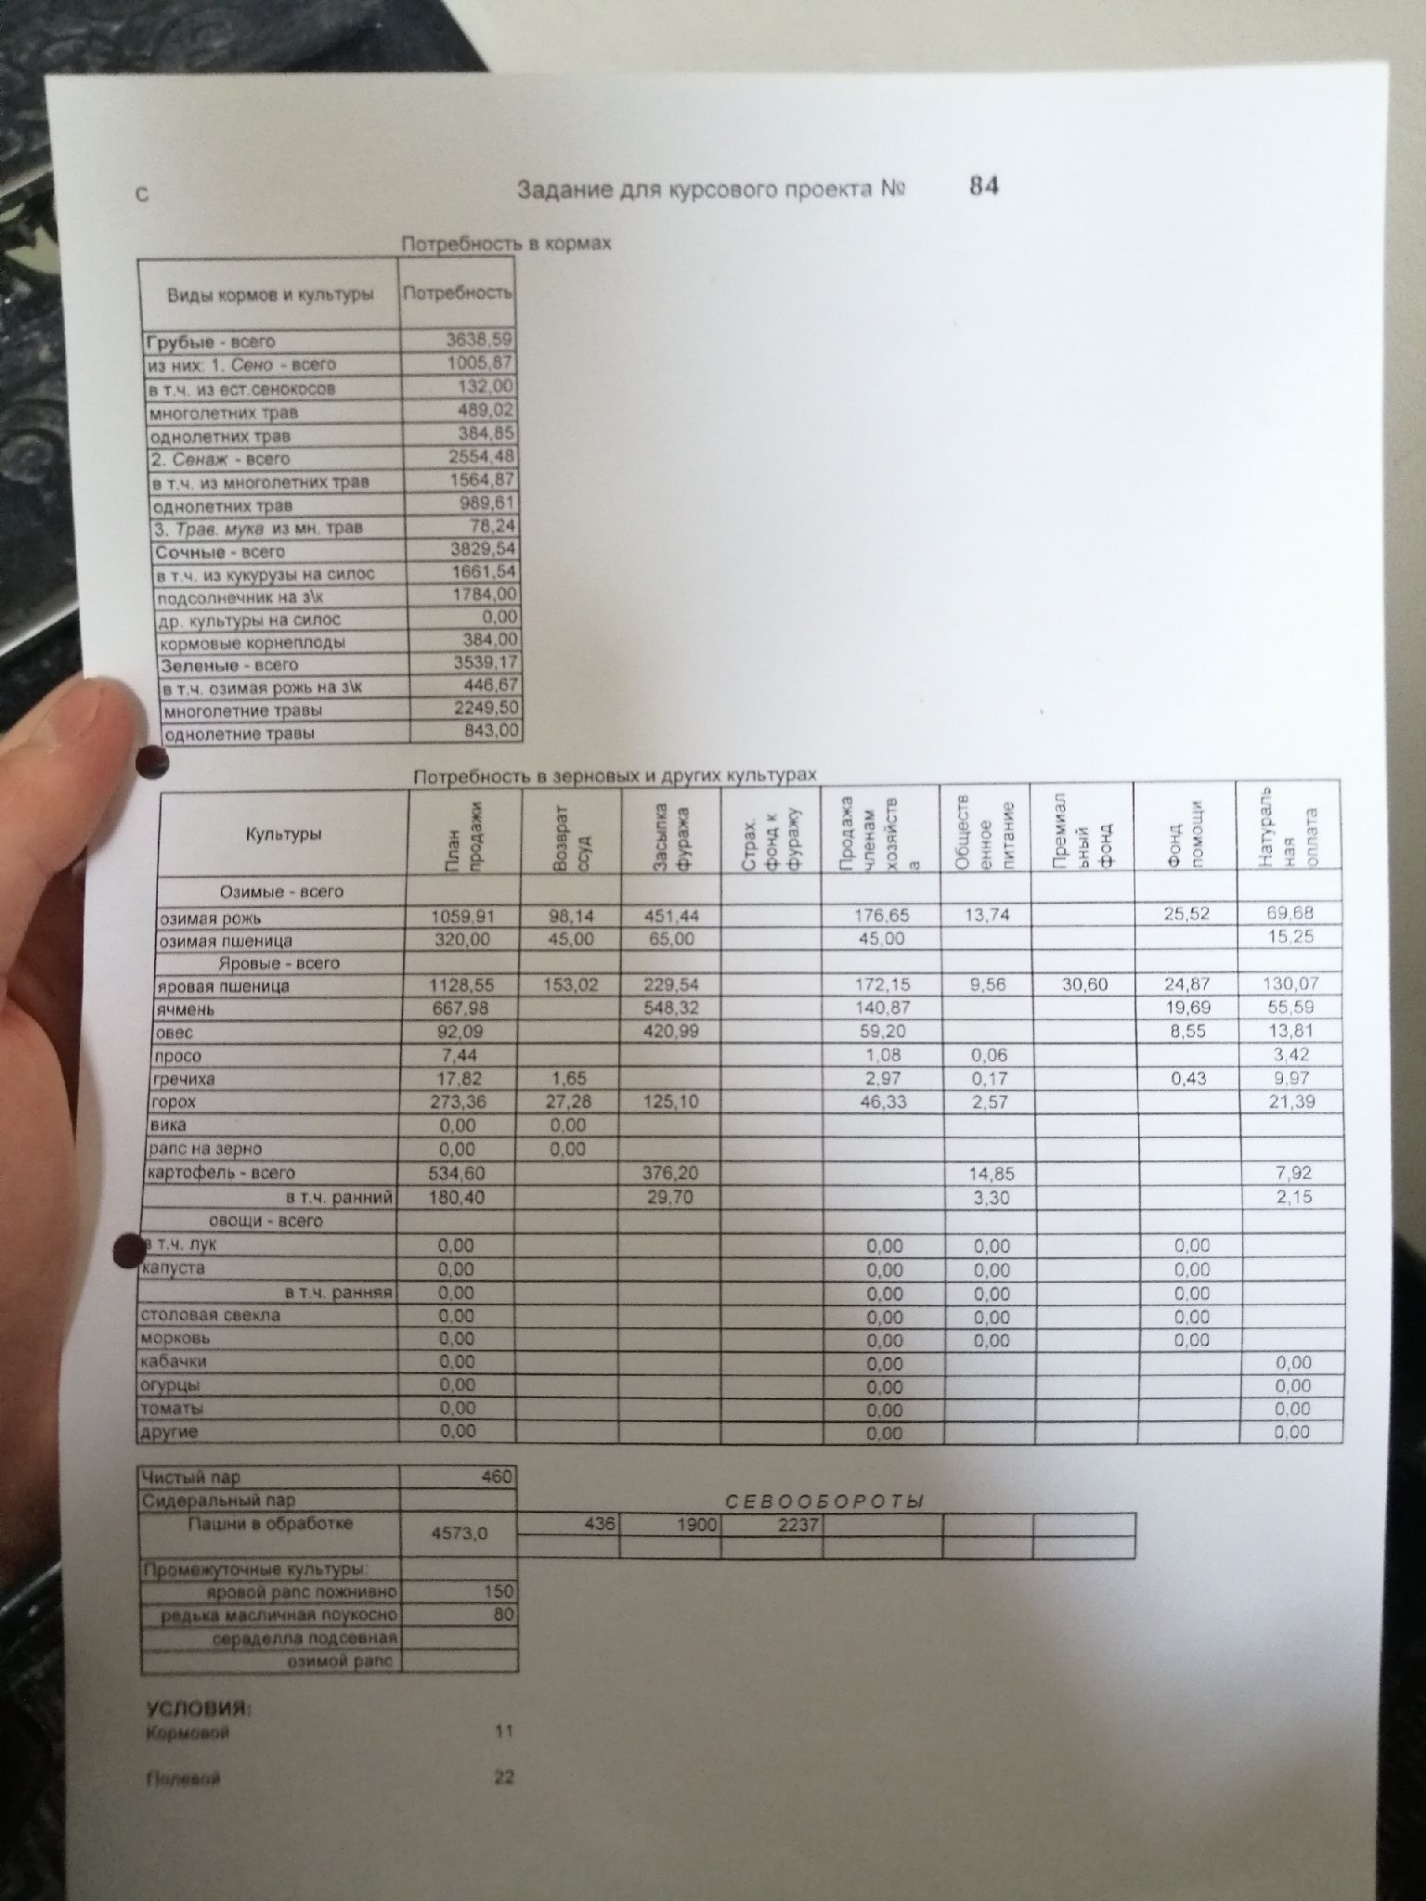 С Задание для курсового проекта № 84
Потребность в кормах
Виды кормов и культуры Потребность
Грубые - всего 3638,59
из них: 1. Сено - всего 1005,87
в т.ч. из ест.сенокосов 132,00
многолетних трав 489,02
однолетних трав 384,85
2. Сенаж - всего 2554,48
в т.ч. из многолетних трав 1564,87
однолетних трав 989,61
3. Трав. мука из мн. трав 78,24
Сочные - всего 3829,54
в т.ч. из кукурузы на силос 1661,54
подсолнечник на з\к 1784,00
др. культуры на силос 0,00
кормовые корнеплоды 384,00
Зеленые - всего 3539,17
в т.ч. озимая рожь на з\к 446,67
многолетние травы 2249,50
однолетние травы 843,00
Потребность в зерновых и других культурах
Культуры План продажи Возврат ссуд Засыпка фуража Страх. фонд к фуражу Продажа членам хозяйств а Обществ енное питание Премиал ьный фонд Фонд помощи Натураль ная оплата
Озимые - всего
озимая рожь 1059,91 98,14 451,44 176,65 13,74 25,52 69,68
озимая пшеница 320,00 45,00 65,00 45,00 15,25
Яровые - всего
яровая пшеница 1128,55 153,02 229,54 172,15 9,56 30,60 24,87 130,07
ячмень 667,98 548,32 140,87 19,69 55,59
овес 92,09 420,99 59,20 8,55 13,81
просо 7,44 1,08 0,06 3,42
гречиха 17,82 1,65 2,97 0,17 0,43 9,97
горох 273,36 27,28 125,10 46,33 2,57 21,39
вика 0,00 0,00
рапс на зерно 0,00 0,00
картофель - всего 534,60 376,20 14,85 7,92
в т.ч. ранний 180,40 29,70 3,30 2,15
овощи - всего
в т.ч. лук 0,00 0,00 0,00 0,00
капуста 0,00 0,00 0,00 0,00
в т.ч. ранняя 0,00 0,00 0,00 0,00
столовая свекла 0,00 0,00 0,00 0,00
морковь 0,00 0,00 0,00 0,00
кабачки 0,00 0,00 0,00
огурцы 0,00 0,00 0,00
томаты 0,00 0,00 0,00
другие 0,00 0,00 0,00
Чистый пар 460
Сидеральный пар СЕВООБОРОТЫ
Пашни в обработке 4573,0 436 1900 2237
Промежуточные культуры:
яровой рапс пожнивно 150
редька масличная поукосно 80
сераделла подсевная
озимой рапс
УСЛОВИЯ:
Кормовой 11
Полевой 22